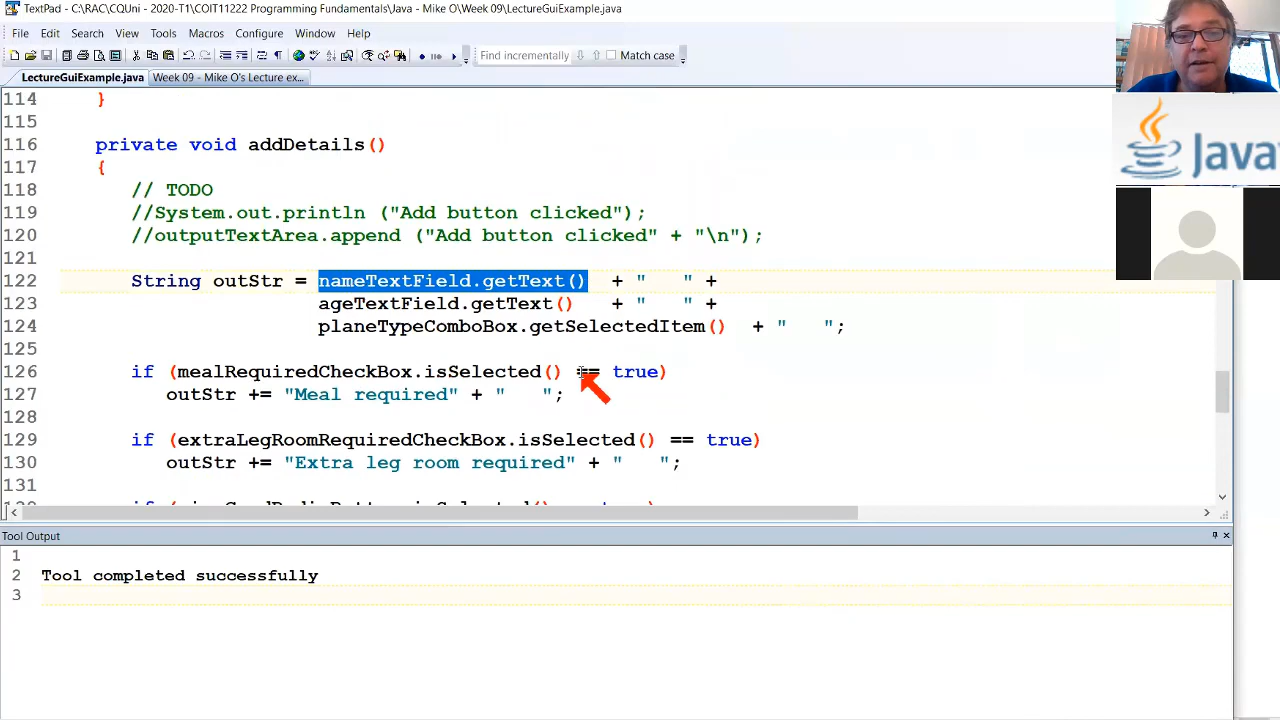 TextPad - C:\RAC\CQUni - 2020-T1\COIT11222 Programming Fundamentals\Java - Mike O\Week 09\LectureGuiExample.java
File Edit Search View Tools Macros Configure Window Help
Find incrementally Match case
LectureGuiExample.java Week 09 - Mike O's Lecture ex...
114 }
115
116 private void addDetails()
117 {
118 // TODO
119 //System.out.println ("Add button clicked");
120 //outputTextArea.append ("Add button clicked" + "\n");
121
122 String outStr = nameTextField.getText() + "   " +
123 ageTextField.getText() + "   " +
124 planeTypeComboBox.getSelectedItem() + "   ";
125
126 if (mealRequiredCheckBox.isSelected() == true)
127 outStr += "Meal required" + "   ";
128
129 if (extraLegRoomRequiredCheckBox.isSelected() == true)
130 outStr += "Extra leg room required" + "   ";
131
Java
Tool Output
1
2 Tool completed successfully
3